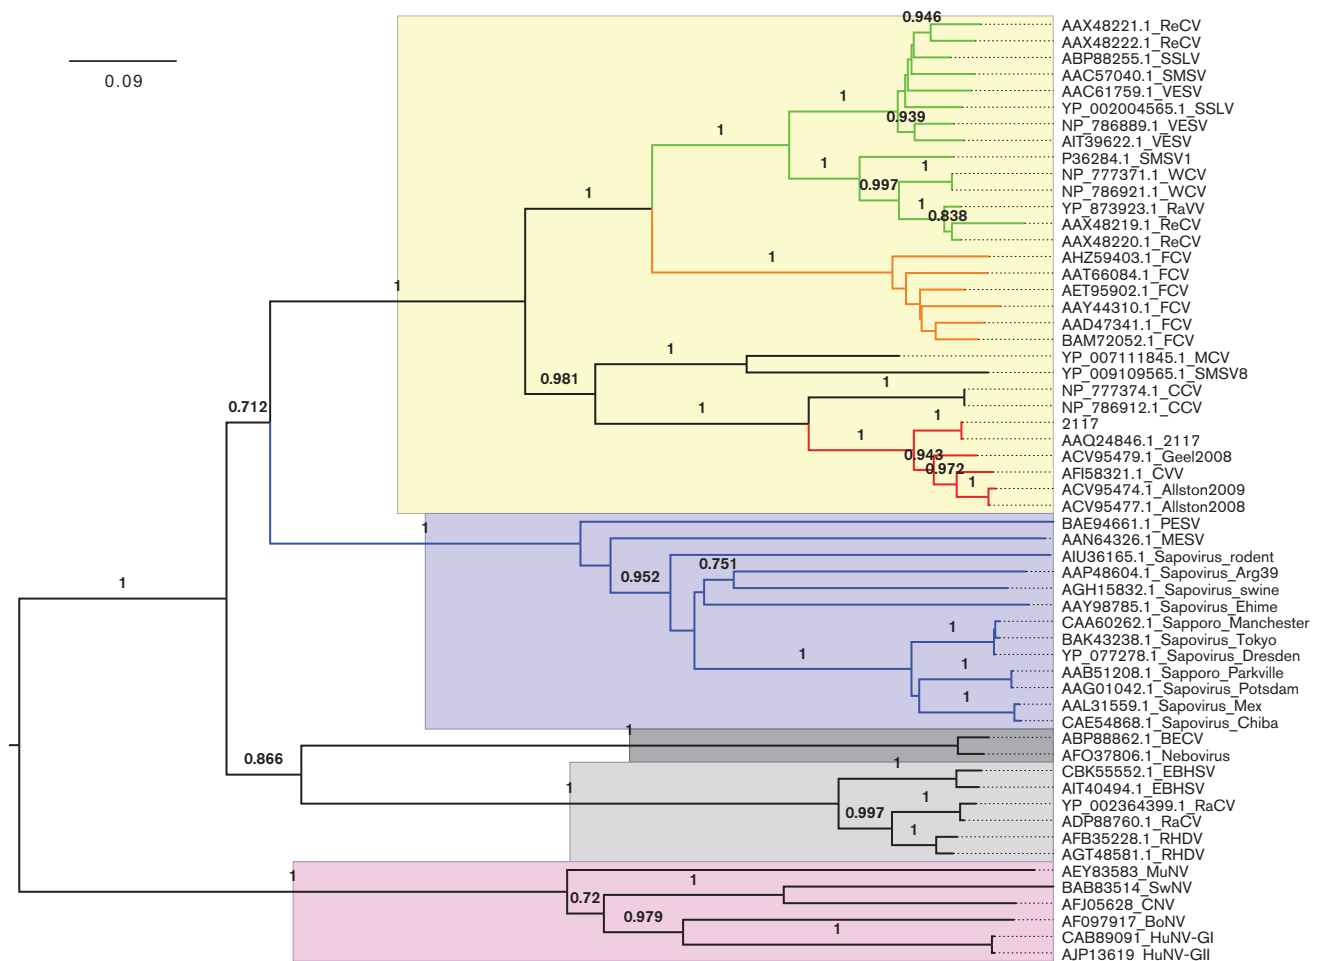 0.946
AAX48221.1_ReCV
AAX48222.1_ReCV
ABP88255.1_SSLV
0.09
AAC57040.1_SMSV
1
AAC61759.1_VESV
YP_002004565.1_SSLV
0.939
NP_786889.1_VESV
1
AIT39622.1_VESV
P36284.1_SMSV1
1
1
NP_777371.1_WCV
0.997
1
NP_786921.1_WCV
1
YP_873923.1_RaVV
0.838
AAX48219.1_ReCV
AAX48220.1_ReCV
1
AHZ59403.1_FCV
AAT66084.1_FCV
1
AET95902.1_FCV
AAY44310.1_FCV
AAD47341.1_FCV
BAM72052.1_FCV
1
YP_007111845.1_MCV
YP_009109565.1_SMSV8
0.981
1
NP_777374.1_CCV
0.712
1
NP_786912.1_CCV
1
2117
1
AAQ24846.1_2117
0.943
ACV95479.1_Geel2008
0.972
AFI58321.1_CVV
1
ACV95474.1_Allston2009
ACV95477.1_Allston2008
1
BAE94661.1_PESV
AAN64326.1_MESV
AIU36165.1_Sapovirus_rodent
0.751
0.952
AAP48604.1_Sapovirus_Arg39
1
AGH15832.1_Sapovirus_swine
AAY98785.1_Sapovirus_Ehime
1
CAA60262.1_Sapporo_Manchester
BAK43238.1_Sapovirus_Tokyo
1
YP_077278.1_Sapovirus_Dresden
1
AAB51208.1_Sapporo_Parkville
AAG01042.1_Sapovirus_Potsdam
1
AAL31559.1_Sapovirus_Mex
CAE54868.1_Sapovirus_Chiba
1
ABP88862.1_BECV
0.866
AFO37806.1_Nebovirus
1
CBK55552.1_EBHSV
1
AIT40494.1_EBHSV
1
YP_002364399.1_RaCV
0.997
ADP88760.1_RaCV
1
AFB35228.1_RHDV
AGT48581.1_RHDV
1
AEY83583_MuNV
1
BAB83514_SwNV
0.72
AFJ05628_CNV
0.979
AF097917_BoNV
1
CAB89091_HuNV-GI
AJP13619_HuNV-GII